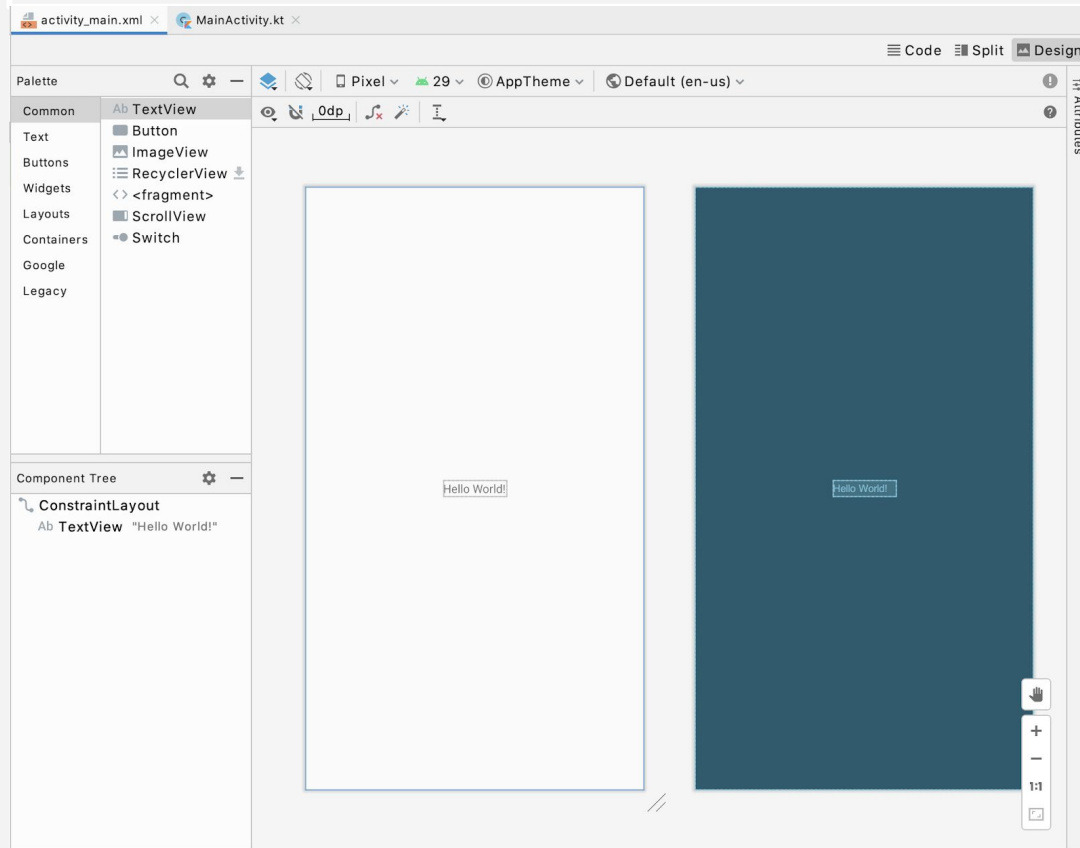 activity_main.xml MainActivity.kt
Code Split Design
Palette Pixel 29 AppTheme Default (en-us)
Attributes
Common
Text
Buttons
Widgets
Layouts
Containers
Google
Legacy
Ab TextView
Button
ImageView
RecyclerView
<fragment>
ScrollView
Switch
0dp
Hello World!
Hello World!
Component Tree
ConstraintLayout
Ab TextView "Hello World!"
1:1